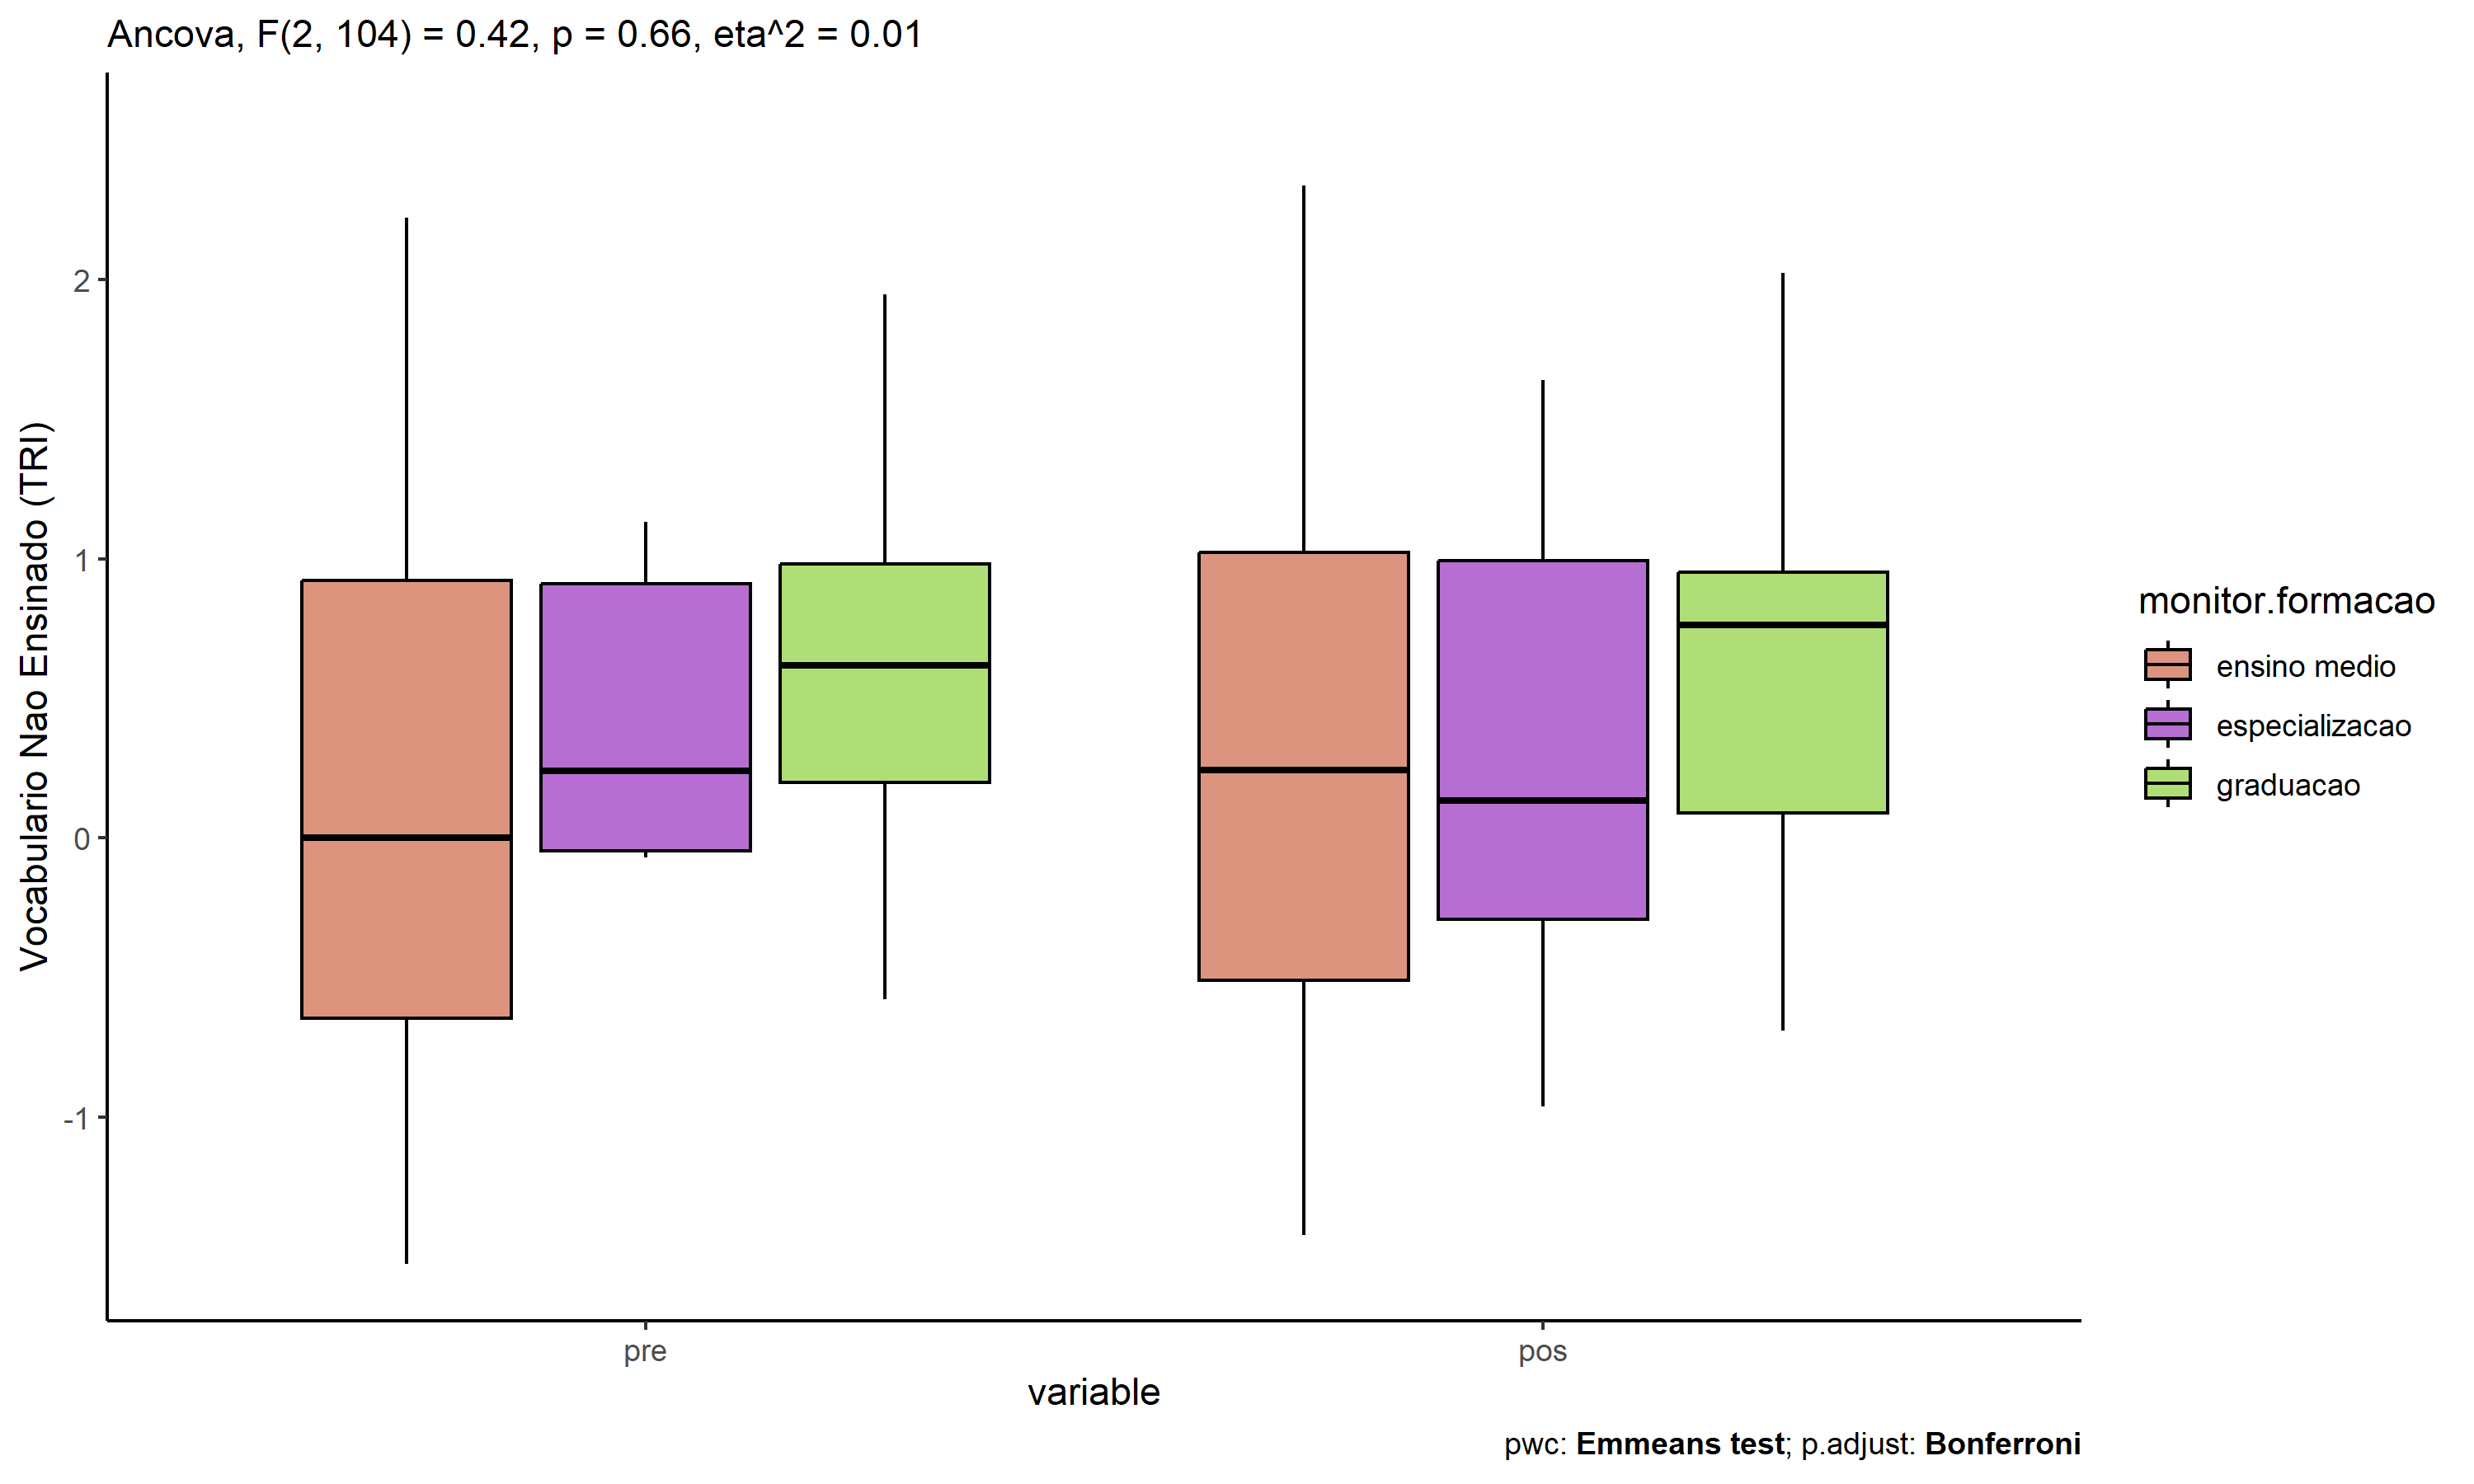 Ancova, F(2, 104) = 0.42, p = 0.66, eta^2 = 0.01
Vocabulario Nao Ensinado (TRI)
2
1
0
-1
pre
pos
variable
monitor.formacao
ensino medio
especializacao
graduacao
pwc: Emmeans test; p.adjust: Bonferroni